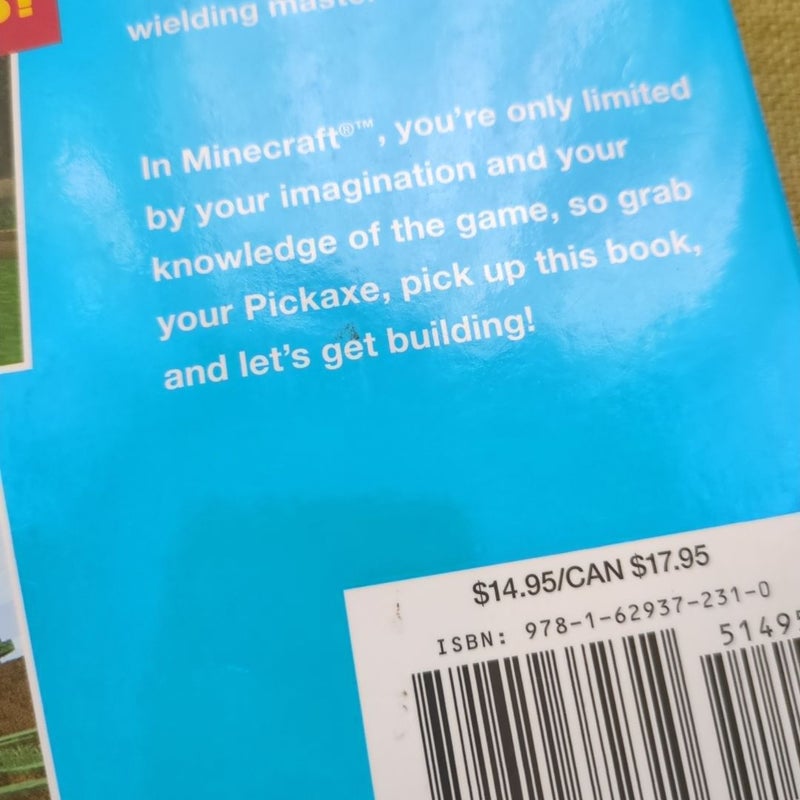 wielding
In Minecraft®™, you're only limited
by your imagination and your
knowledge of the game, so grab
your Pickaxe, pick up this book,
and let's get building!
$14.95/CAN $17.95
ISBN: 978-1-62937-231-0
5149